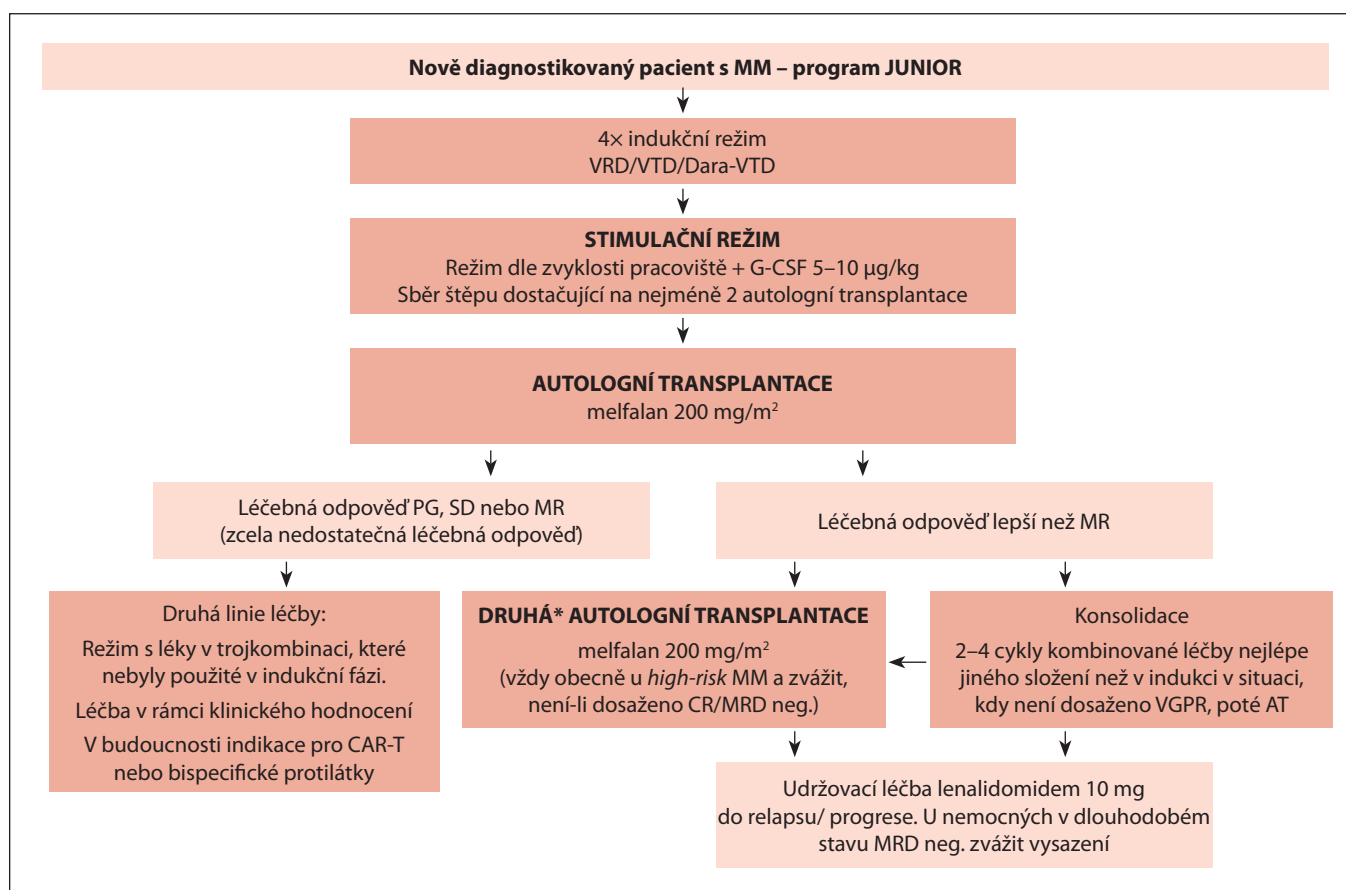 Nově diagnostikovaný pacient s MM – program JUNIOR
4× indukční režim
VRD/VTD/Dara-VTD
STIMULAČNÍ REŽIM
Režim dle zvyklosti pracoviště + G-CSF 5–10 µg/kg
Sběr štěpu dostačující na nejméně 2 autologní transplantace
AUTOLOGNÍ TRANSPLANTACE
melfalan 200 mg/m²
Léčebná odpověď PG, SD nebo MR
(zcela nedostatečná léčebná odpověď)
Léčebná odpověď lepší než MR
Druhá linie léčby:
Režim s léky v trojkombinaci, které
nebyly použité v indukční fázi.
Léčba v rámci klinického hodnocení
V budoucnosti indikace pro CAR-T
nebo bispecifické protilátky
DRUHÁ* AUTOLOGNÍ TRANSPLANTACE
melfalan 200 mg/m²
(vždy obecně u high-risk MM a zvážit,
není-li dosaženo CR/MRD neg.)
Konsolidace
2–4 cykly kombinované léčby nejlépe
jiného složení než v indukci v situaci,
kdy není dosaženo VGPR, poté AT
Udržovací léčba lenalidomidem 10 mg
do relapsu/ progrese. U nemocných v dlouhodobém
stavu MRD neg. zvážit vysazení